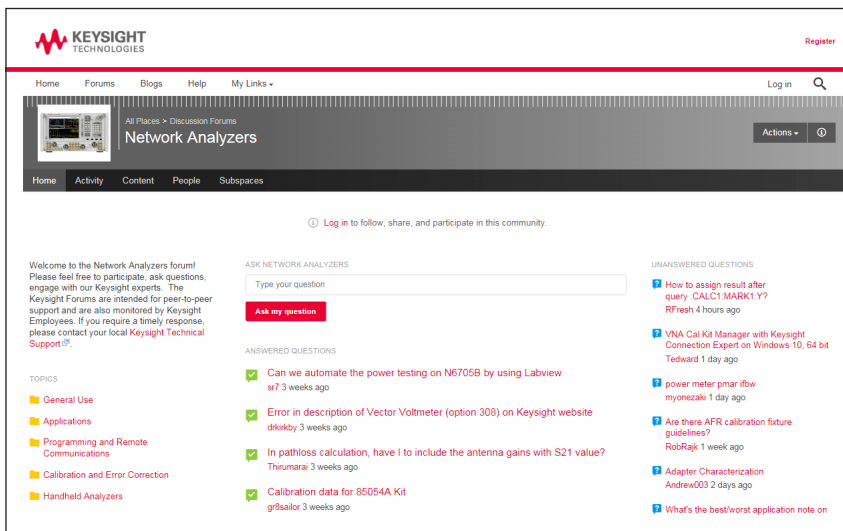 KEYSIGHT
TECHNOLOGIES
Register
Home Forums Blogs Help My Links
Log in
All Places > Discussion Forums
Network Analyzers
Actions
Home Activity Content People Subspaces
Log in to follow, share, and participate in this community.
Welcome to the Network Analyzers forum!
Please feel free to participate, ask questions,
engage with our Keysight experts. The
Keysight Forums are intended for peer-to-peer
support and are also monitored by Keysight
Employees. If you require a timely response,
please contact your local Keysight Technical
Support.
TOPICS
General Use
Applications
Programming and Remote
Communications
Calibration and Error Correction
Handheld Analyzers
ASK NETWORK ANALYZERS
Type your question
Ask my question
ANSWERED QUESTIONS
Can we automate the power testing on N6705B by using Labview
sr7 3 weeks ago
Error in description of Vector Voltmeter (option 308) on Keysight website
drkirkby 3 weeks ago
In pathloss calculation, have I to include the antenna gains with S21 value?
Thirumarai 3 weeks ago
Calibration data for 85054A Kit
gr8sailor 3 weeks ago
UNANSWERED QUESTIONS
How to assign result after
query :CALC1:MARK1:Y?
RFresh 4 hours ago
VNA Cal Kit Manager with Keysight
Connection Expert on Windows 10, 64 bit
Tedward 1 day ago
power meter pmar ifbw
myonezaki 1 day ago
Are there AFR calibration fixture
guidelines?
RobRajk 1 week ago
Adapter Characterization
Andrew003 2 days ago
What's the best/worst application note on